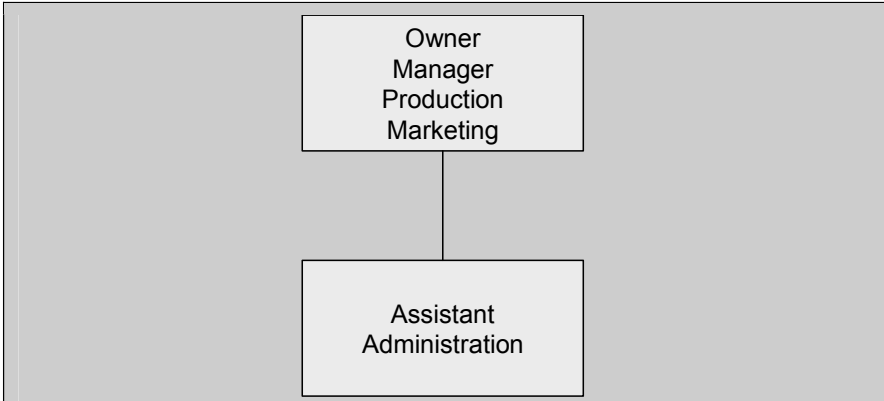 Owner
Manager
Production
Marketing
Assistant
Administration